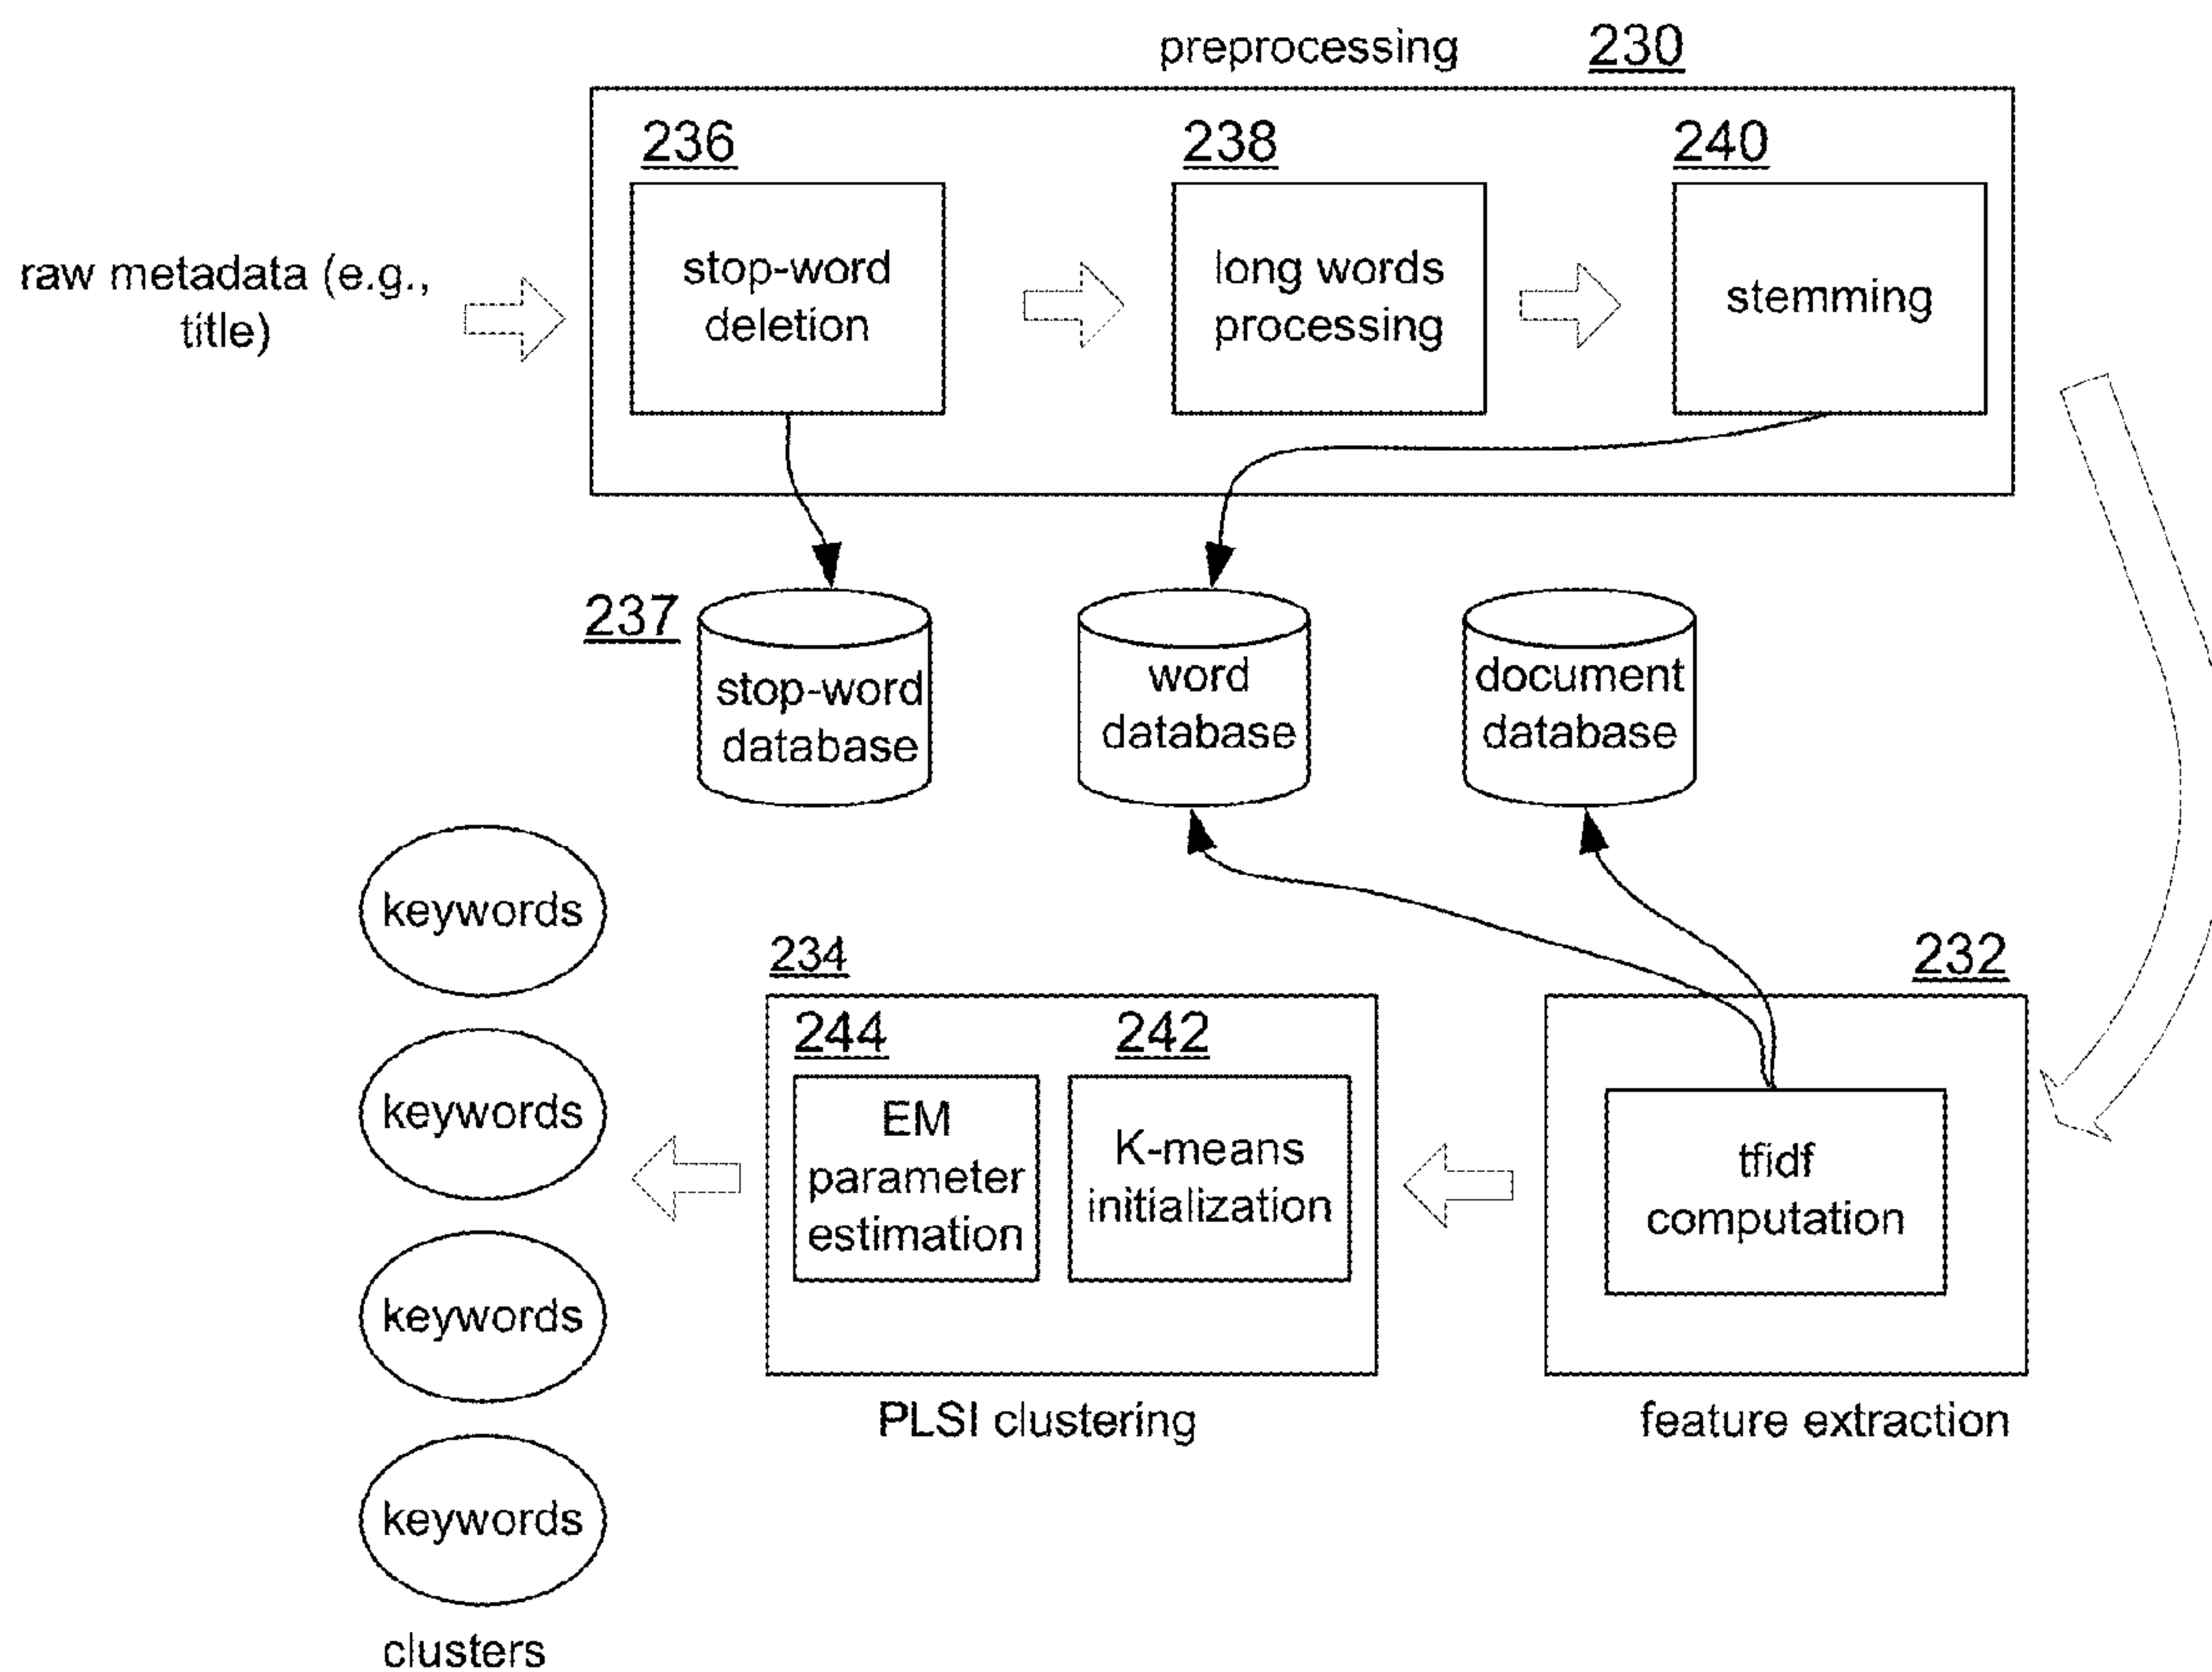 preprocessing 230
236
238
240
raw metadata (e.g.,
title)
stop-word
deletion
long words
processing
stemming
237
stop-word
database
word
database
document
database
keywords
keywords
keywords
keywords
clusters
234
244
242
EM
parameter
estimation
K-means
initialization
PLSI clustering
232
tfidf
computation
feature extraction